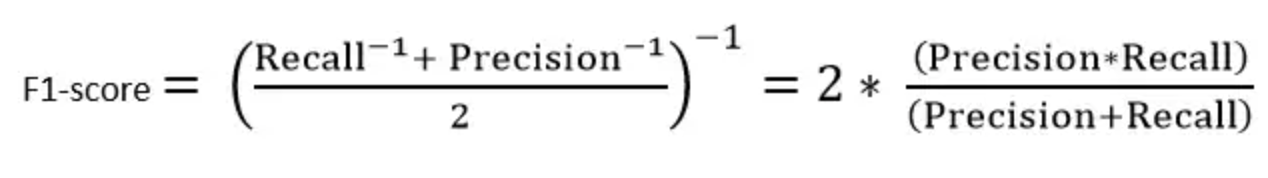 F1-score = ((Recall⁻¹ + Precision⁻¹)/2)⁻¹ = 2 * (Precision*Recall)/(Precision+Recall)